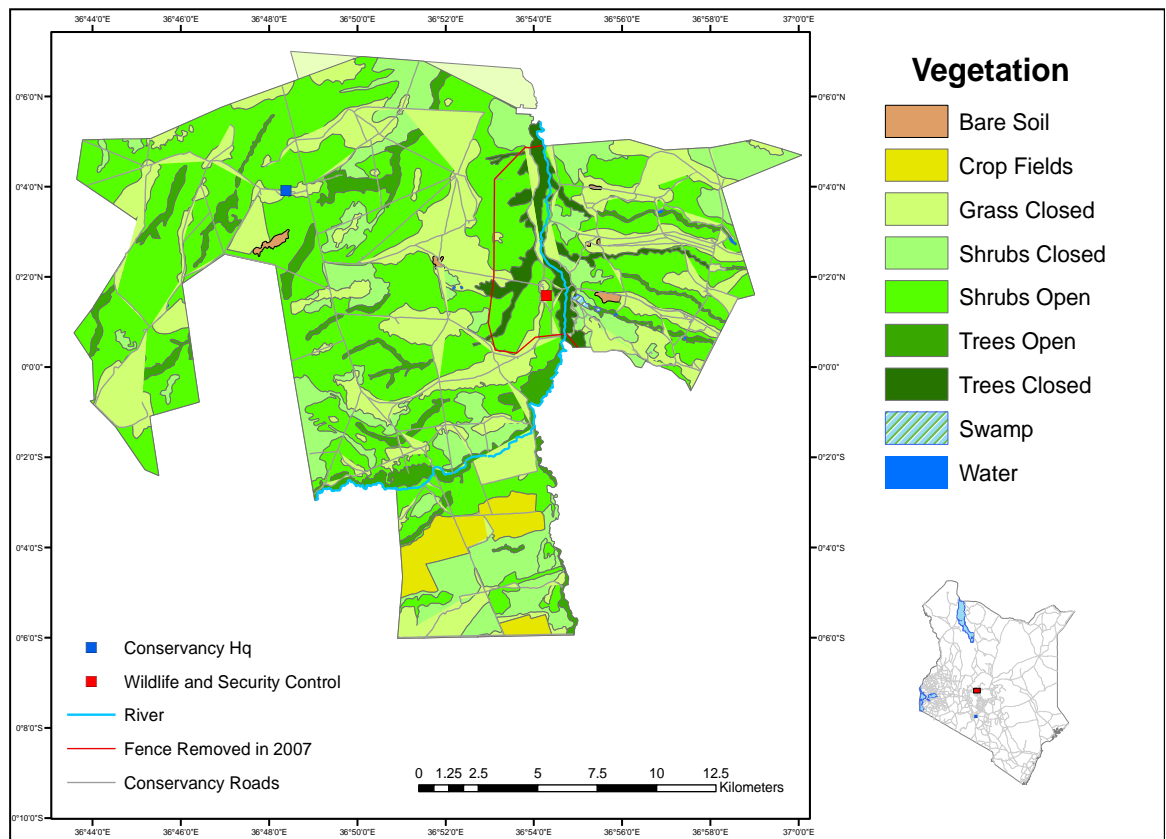 36°44'0"E 36°46'0"E 36°48'0"E 36°50'0"E 36°52'0"E 36°54'0"E 36°56'0"E 36°58'0"E 37°0'0"E
0°6'0"N
0°4'0"N
0°2'0"N
0°0'0"
0°2'0"S
0°4'0"S
0°6'0"S
0°8'0"S
0°10'0"S
0°6'0"N
0°4'0"N
0°2'0"N
0°0'0"
0°2'0"S
0°4'0"S
0°6'0"S
0°8'0"S
Conservancy Hq
Wildlife and Security Control
River
Fence Removed in 2007
Conservancy Roads
0 1.25 2.5 5 7.5 10 12.5
Kilometers
36°44'0"E 36°46'0"E 36°48'0"E 36°50'0"E 36°52'0"E 36°54'0"E 36°56'0"E 36°58'0"E 37°0'0"E
Vegetation
Bare Soil
Crop Fields
Grass Closed
Shrubs Closed
Shrubs Open
Trees Open
Trees Closed
Swamp
Water